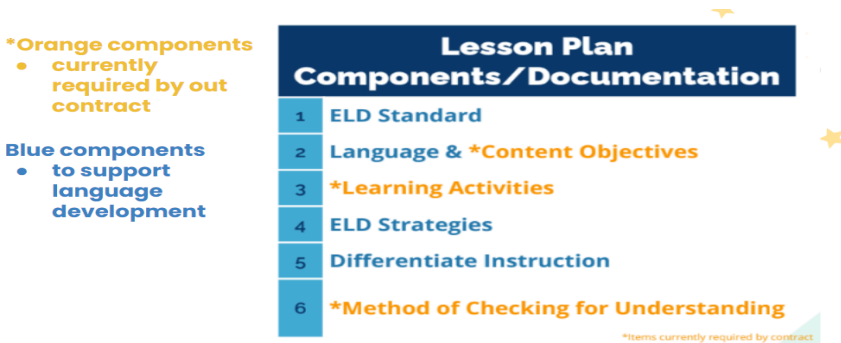 *Orange components
● currently
required by out
contract
Blue components
● to support
language
development
Lesson Plan
Components/Documentation
1 ELD Standard
2 Language & *Content Objectives
3 *Learning Activities
4 ELD Strategies
5 Differentiate Instruction
6 *Method of Checking for Understanding
*Items currently required by contract